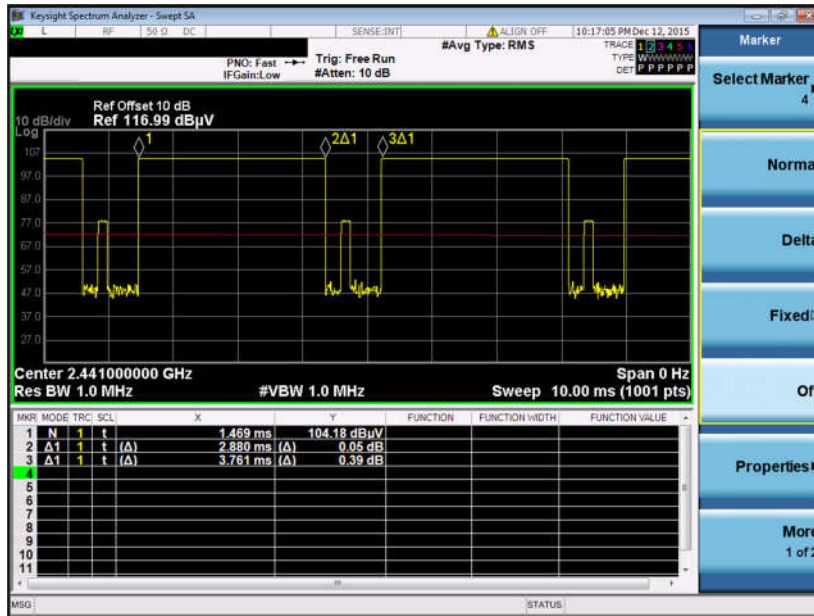 Keysight Spectrum Analyzer - Swept SA
L RF 50 Ω DC SENSE:INT ALIGN OFF 10:17:05 PM Dec 12, 2015
#Avg Type: RMS
TRACE 1 2 3 4 5 6
TYPE WWWWWW
DET P P P P P P
PNO: Fast
IFGain:Low
Trig: Free Run
#Atten: 10 dB
Ref Offset 10 dB
10 dB/div Ref 116.99 dBµV
Log
107
97.0
87.0
77.0
67.0
57.0
47.0
37.0
27.0
1
2Δ1
3Δ1
Center 2.441000000 GHz Span 0 Hz
Res BW 1.0 MHz #VBW 1.0 MHz Sweep 10.00 ms (1001 pts)
MKR MODE TRC SCL X Y FUNCTION FUNCTION WIDTH FUNCTION VALUE
1 N 1 t 1.469 ms 104.18 dBµV
2 Δ1 1 t (Δ) 2.880 ms (Δ) 0.05 dB
3 Δ1 1 t (Δ) 3.761 ms (Δ) 0.39 dB
4
5
6
7
8
9
10
11
MSG STATUS
Marker
Select Marker
4
Norma
Delta
Fixed
Of
Properties
More
1 of 2